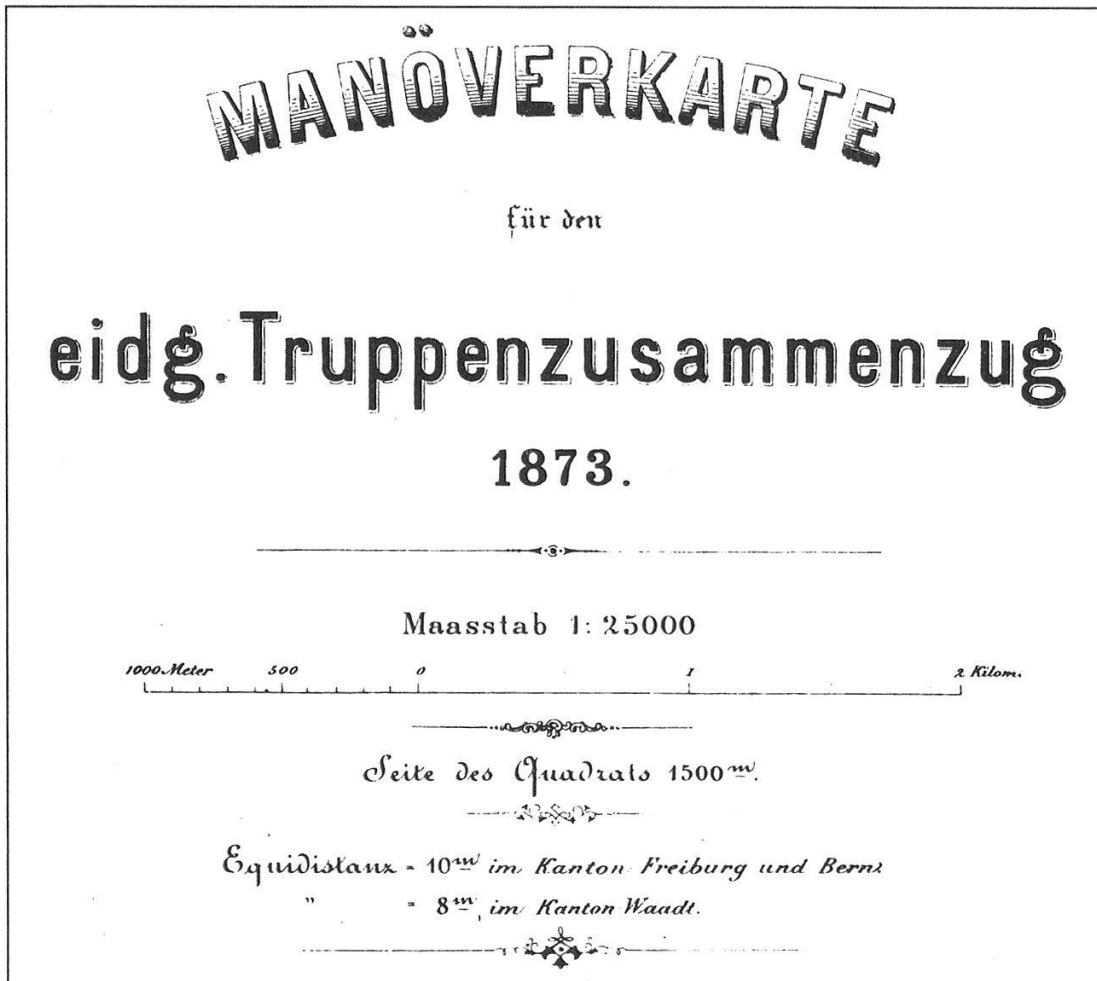 MANÖVERKARTE
für den
eidg. Truppenzusammenzug
1873.
Maasstab 1:25000
1000 Meter 500 0 1 2 Kilom.
Seite des Quadrats 1500 m.
Equidistanz = 10 m im Kanton Freiburg und Bern
" = 8 m, im Kanton Waadt.